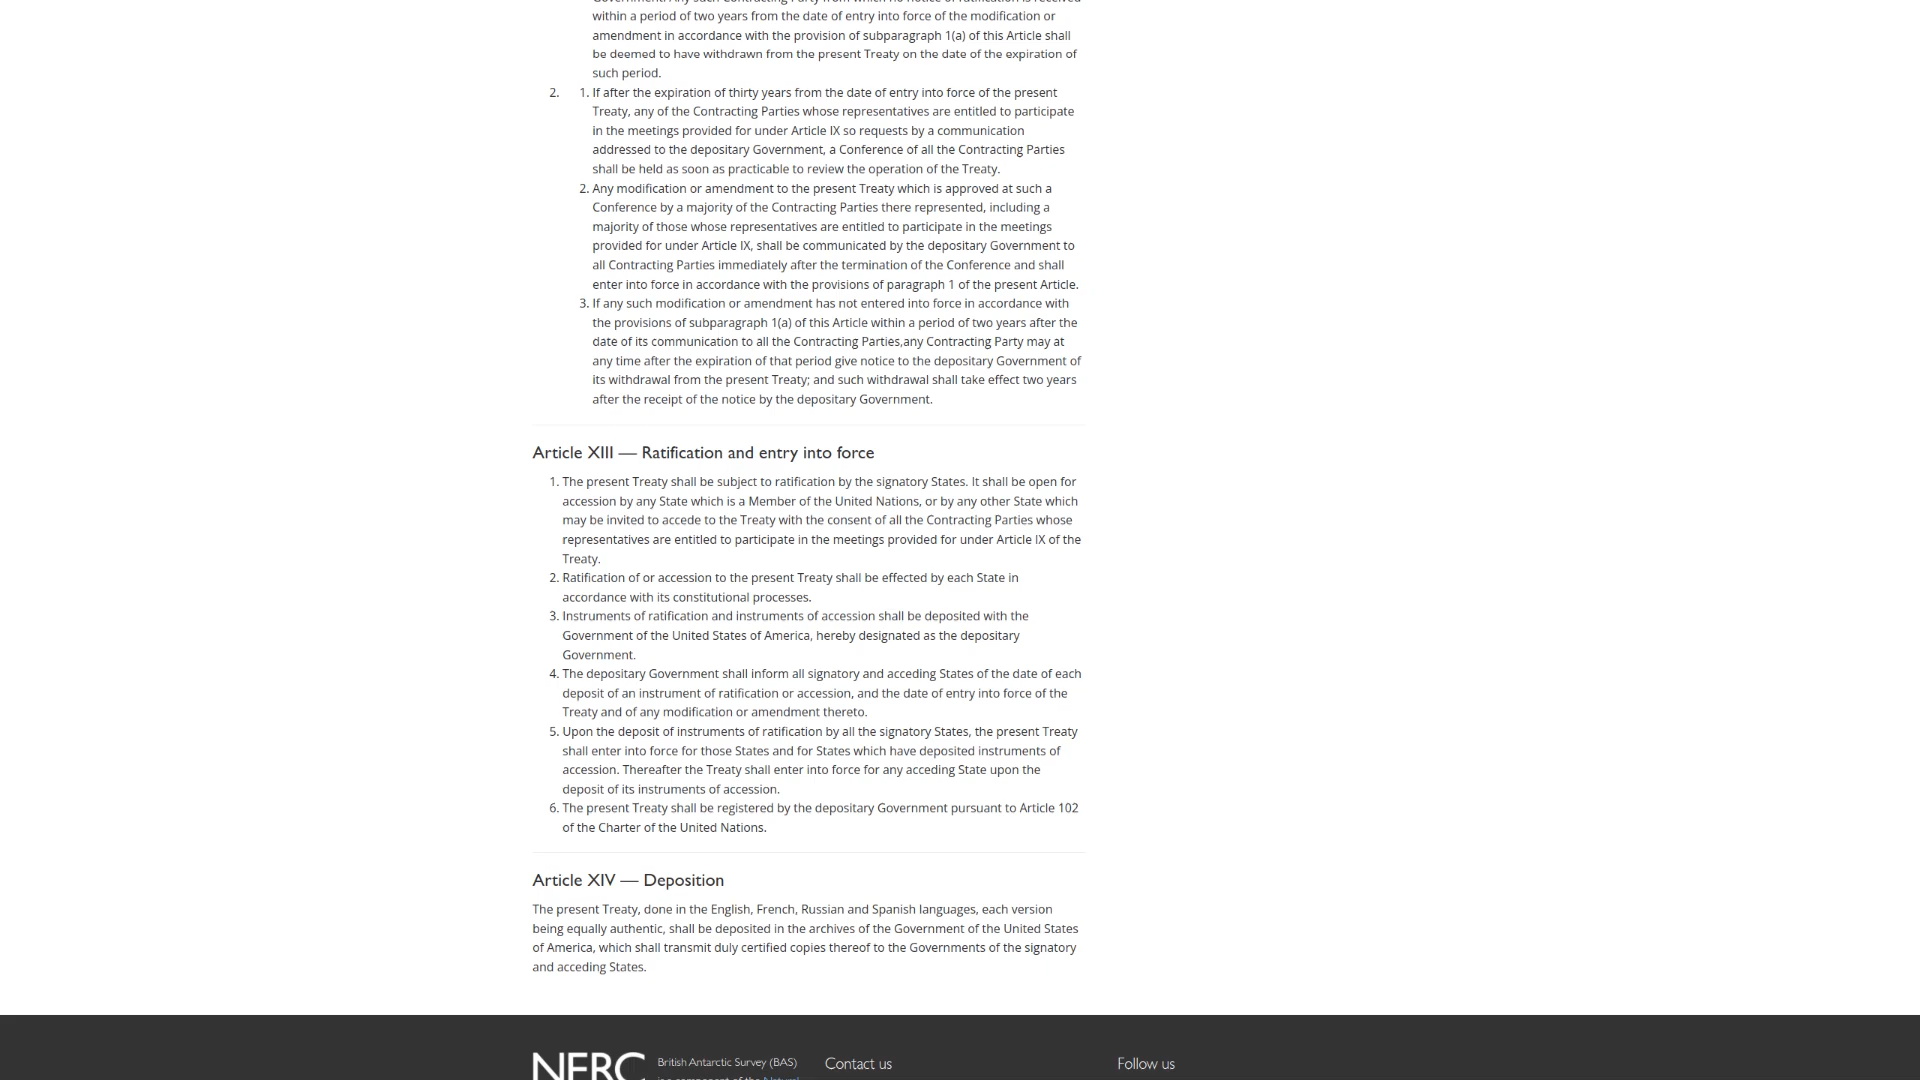 within a period of two years from the date of entry into force of the modification or
amendment in accordance with the provision of subparagraph 1(a) of this Article shall
be deemed to have withdrawn from the present Treaty on the date of the expiration of
such period.
2. 1. If after the expiration of thirty years from the date of entry into force of the present
Treaty, any of the Contracting Parties whose representatives are entitled to participate
in the meetings provided for under Article IX so requests by a communication
addressed to the depositary Government, a Conference of all the Contracting Parties
shall be held as soon as practicable to review the operation of the Treaty.
2. Any modification or amendment to the present Treaty which is approved at such a
Conference by a majority of the Contracting Parties there represented, including a
majority of those whose representatives are entitled to participate in the meetings
provided for under Article IX, shall be communicated by the depositary Government to
all Contracting Parties immediately after the termination of the Conference and shall
enter into force in accordance with the provisions of paragraph 1 of the present Article.
3. If any such modification or amendment has not entered into force in accordance with
the provisions of subparagraph 1(a) of this Article within a period of two years after the
date of its communication to all the Contracting Parties,any Contracting Party may at
any time after the expiration of that period give notice to the depositary Government of
its withdrawal from the present Treaty; and such withdrawal shall take effect two years
after the receipt of the notice by the depositary Government.
Article XIII — Ratification and entry into force
1. The present Treaty shall be subject to ratification by the signatory States. It shall be open for
accession by any State which is a Member of the United Nations, or by any other State which
may be invited to accede to the Treaty with the consent of all the Contracting Parties whose
representatives are entitled to participate in the meetings provided for under Article IX of the
Treaty.
2. Ratification of or accession to the present Treaty shall be effected by each State in
accordance with its constitutional processes.
3. Instruments of ratification and instruments of accession shall be deposited with the
Government of the United States of America, hereby designated as the depositary
Government.
4. The depositary Government shall inform all signatory and acceding States of the date of each
deposit of an instrument of ratification or accession, and the date of entry into force of the
Treaty and of any modification or amendment thereto.
5. Upon the deposit of instruments of ratification by all the signatory States, the present Treaty
shall enter into force for those States and for States which have deposited instruments of
accession. Thereafter the Treaty shall enter into force for any acceding State upon the
deposit of its instruments of accession.
6. The present Treaty shall be registered by the depositary Government pursuant to Article 102
of the Charter of the United Nations.
Article XIV — Deposition
The present Treaty, done in the English, French, Russian and Spanish languages, each version
being equally authentic, shall be deposited in the archives of the Government of the United States
of America, which shall transmit duly certified copies thereof to the Governments of the signatory
and acceding States.
NERC British Antarctic Survey (BAS) Contact us Follow us